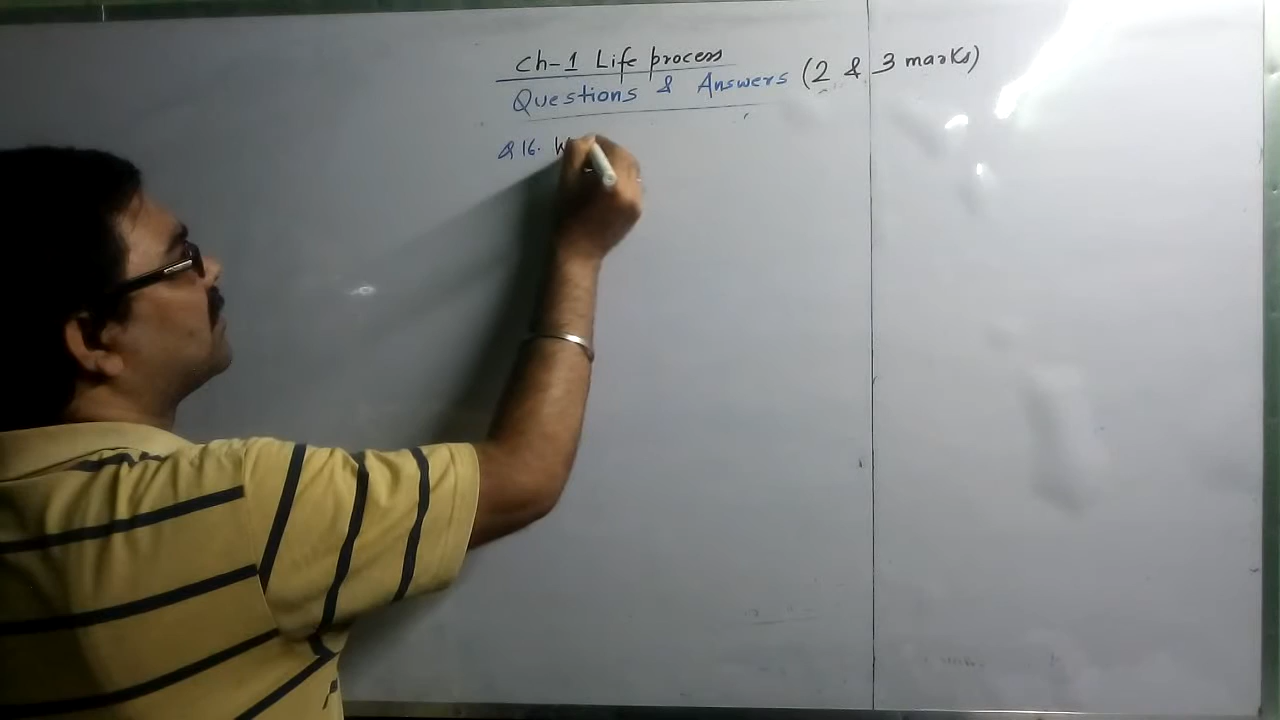 Ch-1 Life process
Questions & Answers (2 & 3 marks)
Q16.